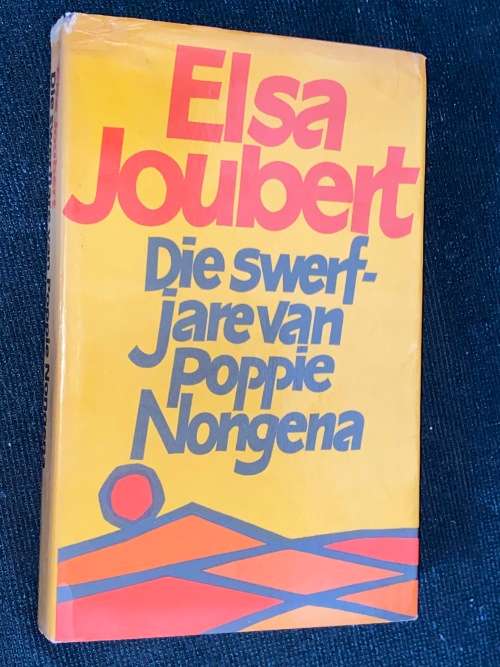 Elsa
Joubert
Die swerf-
jare van
Poppie
Nongena